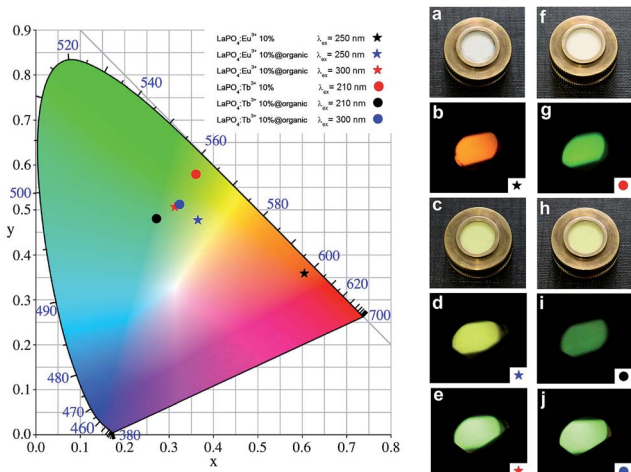 LaPO₄:Eu³⁺ 10% λex= 250 nm
LaPO₄:Eu³⁺ 10%@organic λex= 250 nm
LaPO₄:Eu³⁺ 10%@organic λex= 300 nm
LaPO₄:Tb³⁺ 10% λex= 210 nm
LaPO₄:Tb³⁺ 10%@organic λex= 210 nm
LaPO₄:Tb³⁺ 10%@organic λex= 300 nm
0.9
0.8
0.7
0.6
0.5
0.4
0.3
0.2
0.1
0.0
y
520
540
560
580
600
620
700
500
490
480
470
460
380
0.0 0.1 0.2 0.3 0.4 0.5 0.6 0.7 0.8
x
a f
b g
c h
d i
e j